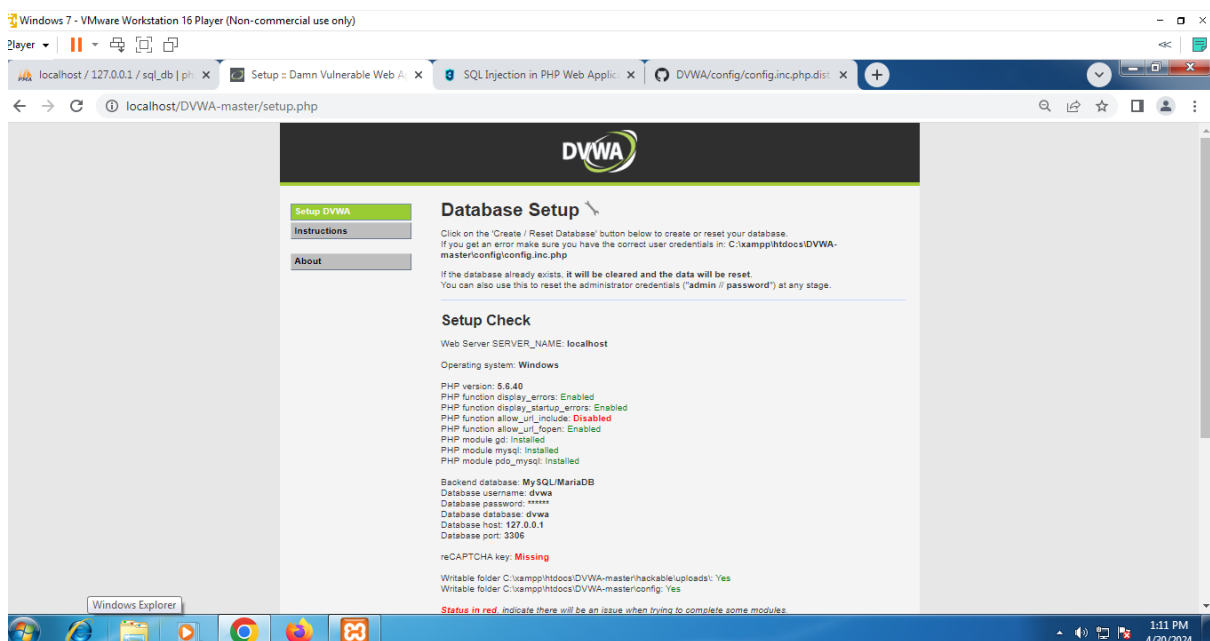 Windows 7 - VMware Workstation 16 Player (Non-commercial use only)
Player
localhost / 127.0.0.1 / sql_db | ph
Setup :: Damn Vulnerable Web A
SQL Injection in PHP Web Applic
DVWA/config/config.inc.php.dist
localhost/DVWA-master/setup.php
DVWA
Setup DVWA
Instructions
About
Database Setup
Click on the 'Create / Reset Database' button below to create or reset your database.
If you get an error make sure you have the correct user credentials in: C:\xampp\htdocs\DVWA-
master\config\config.inc.php
If the database already exists, it will be cleared and the data will be reset.
You can also use this to reset the administrator credentials ("admin // password") at any stage.
Setup Check
Web Server SERVER_NAME: localhost
Operating system: Windows
PHP version: 5.6.40
PHP function display_errors: Enabled
PHP function display_startup_errors: Enabled
PHP function allow_url_include: Disabled
PHP function allow_url_fopen: Enabled
PHP module gd: Installed
PHP module mysql: Installed
PHP module pdo_mysql: Installed
Backend database: MySQL/MariaDB
Database username: dvwa
Database password: ******
Database database: dvwa
Database host: 127.0.0.1
Database port: 3306
reCAPTCHA key: Missing
Writable folder C:\xampp\htdocs\DVWA-master\hackable\uploads\: Yes
Writable folder C:\xampp\htdocs\DVWA-master\config: Yes
Status in red, indicate there will be an issue when trying to complete some modules.
Windows Explorer
1:11 PM
4/20/2024